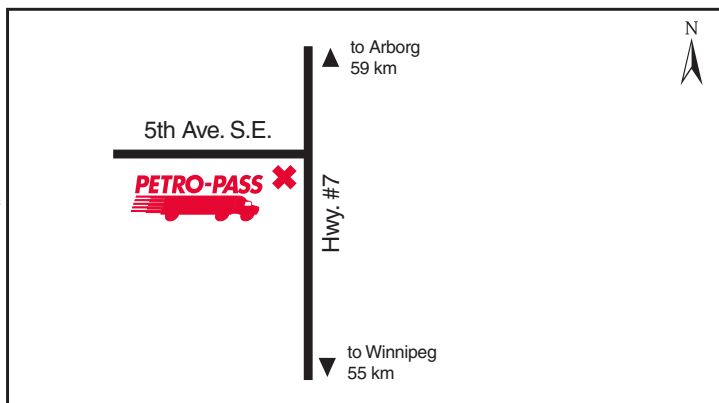 N
to Arborg
59 km
5th Ave. S.E.
PETRO-PASS
Hwy. #7
to Winnipeg
55 km